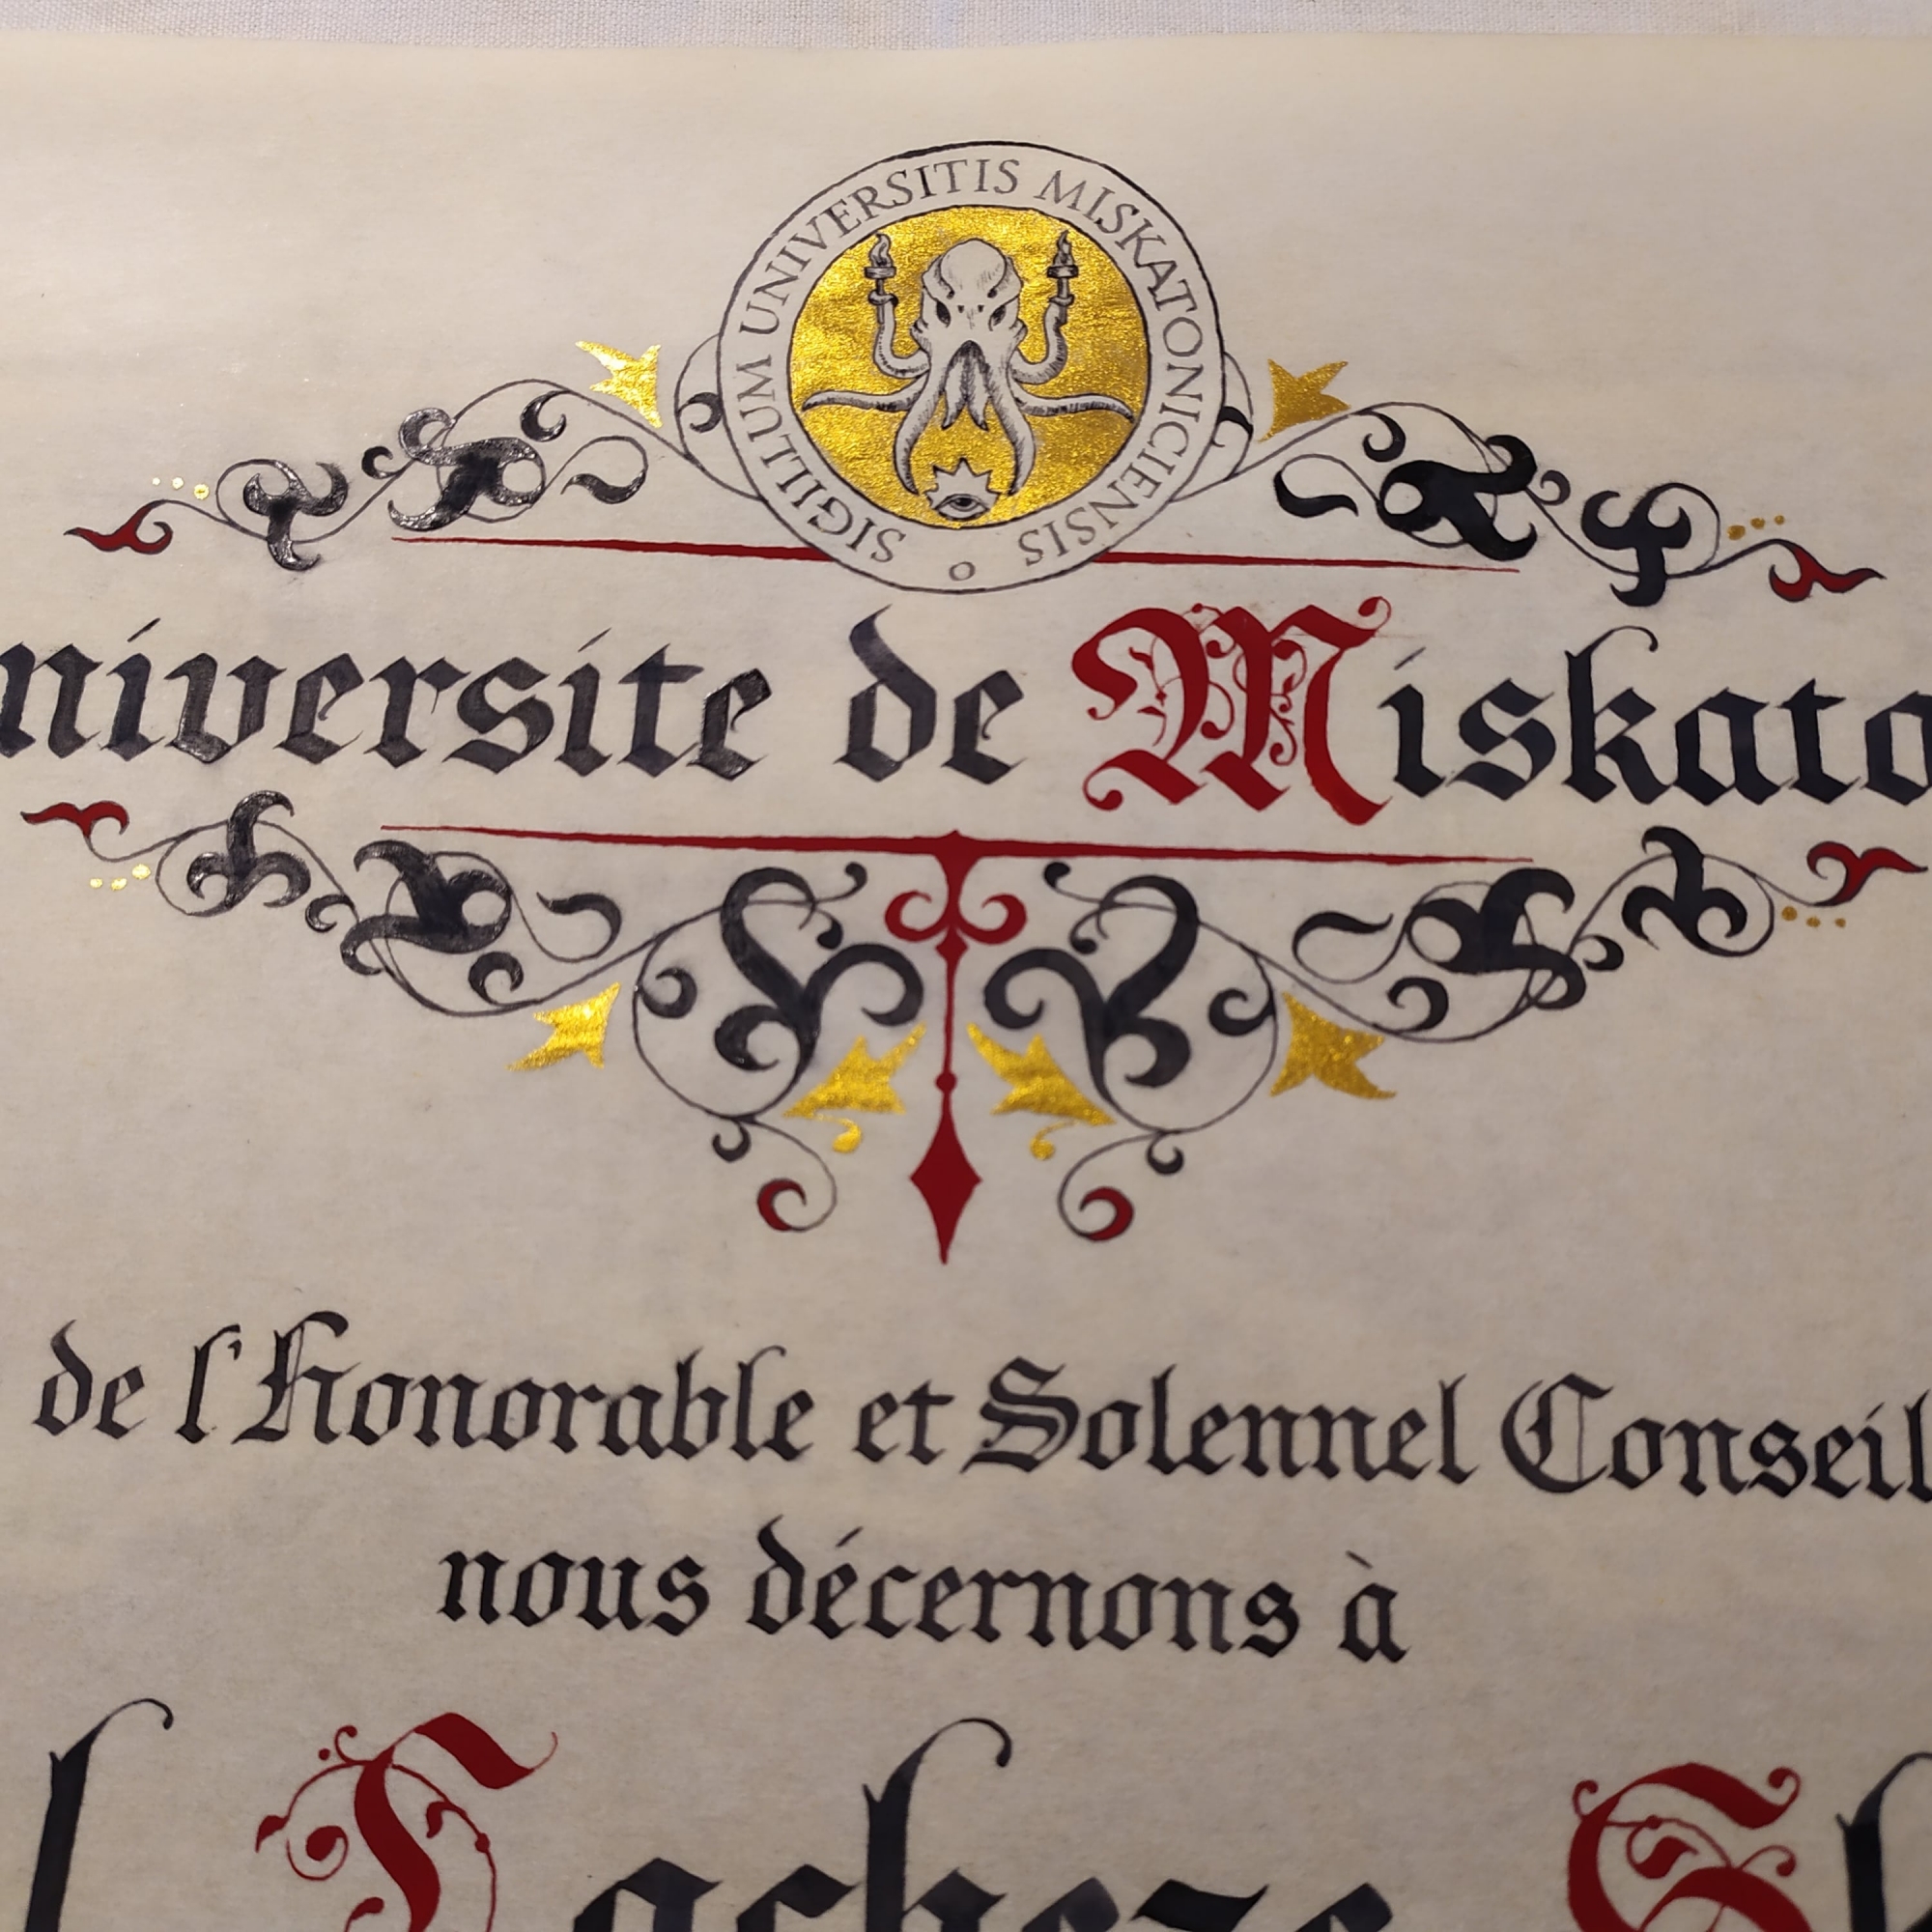 SIGILLUM UNIVERSITIS MISKATONICIENSIS o
niversite de Miskato
de l'Honorable et Solennel Conseil
nous décernons à